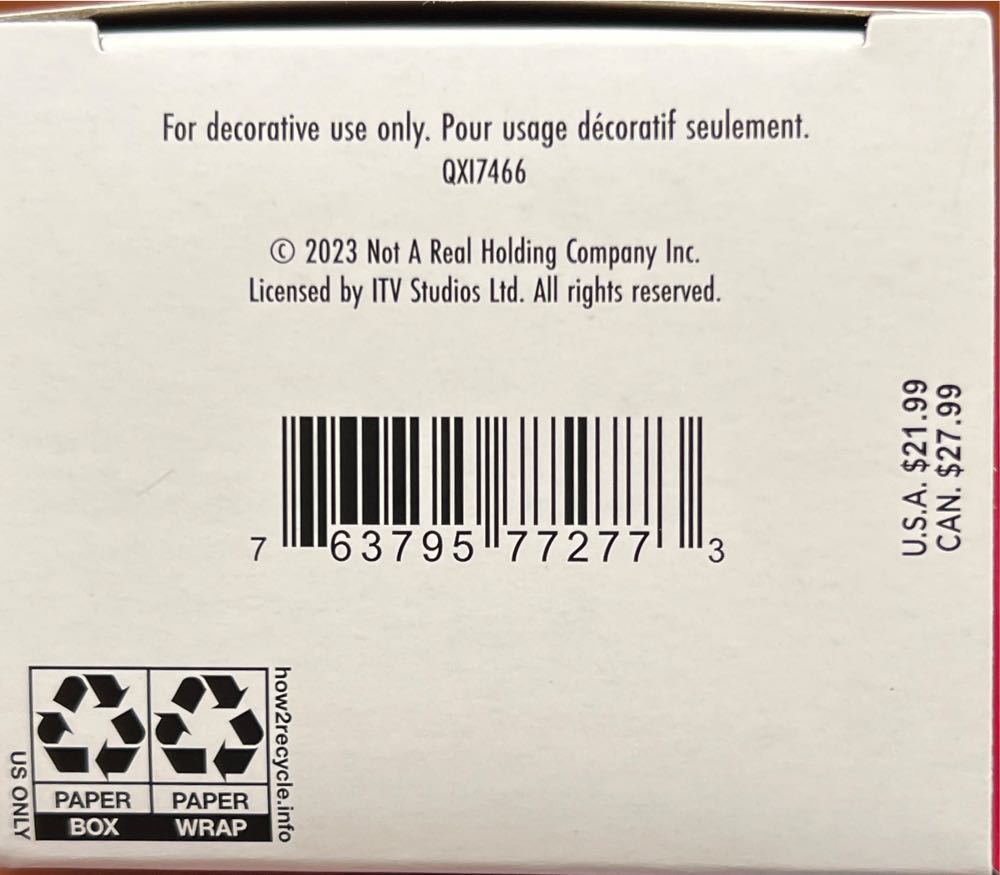 For decorative use only. Pour usage décoratif seulement.
QXI7466
© 2023 Not A Real Holding Company Inc.
Licensed by ITV Studios Ltd. All rights reserved.
U.S.A. $21.99
CAN. $27.99
7 63795 77277 3
how2recycle.info
US ONLY
PAPER PAPER
BOX WRAP